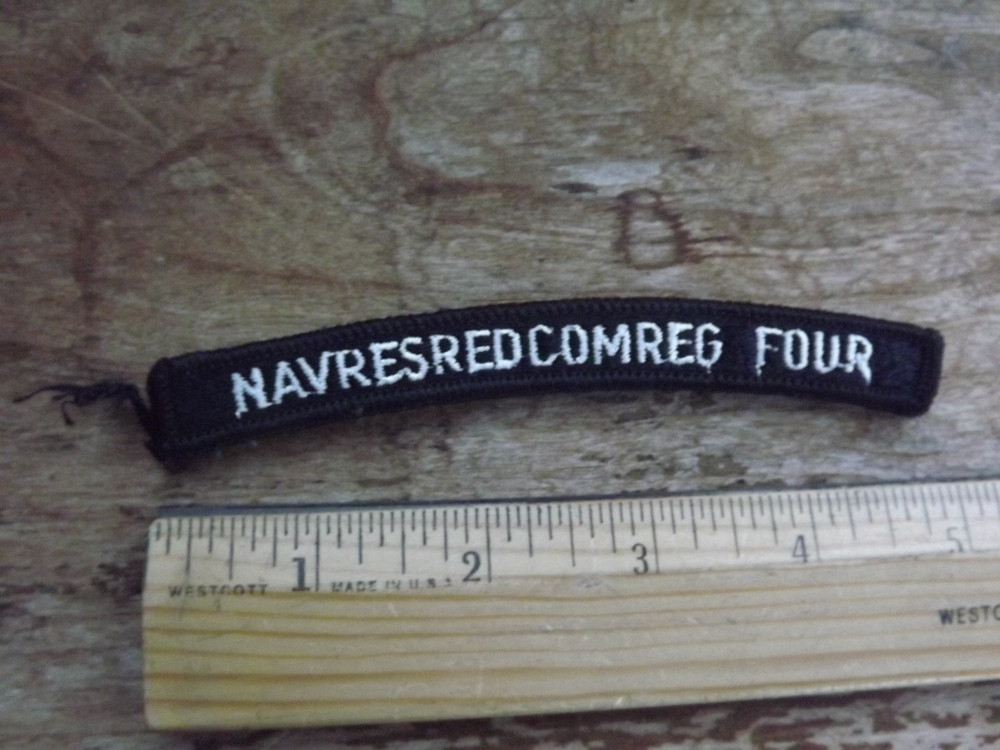 NAVRESREDCOMREG FOUR
1 2 3 4 5
WESTCOTT MADE IN U.S.A. WESTC